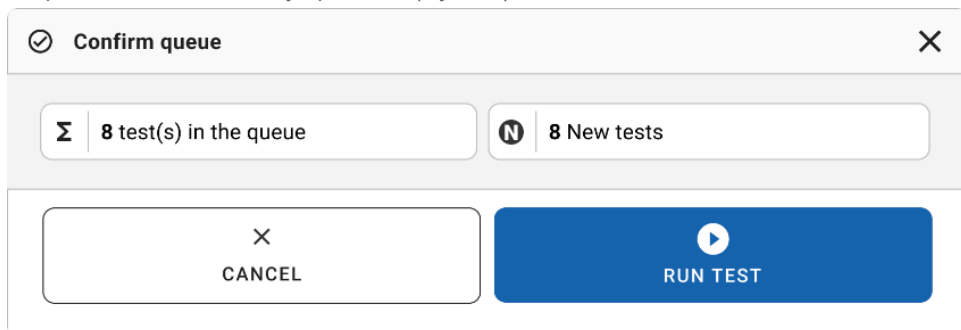 Confirm queue
Σ 8 test(s) in the queue
N 8 New tests
CANCEL
RUN TEST